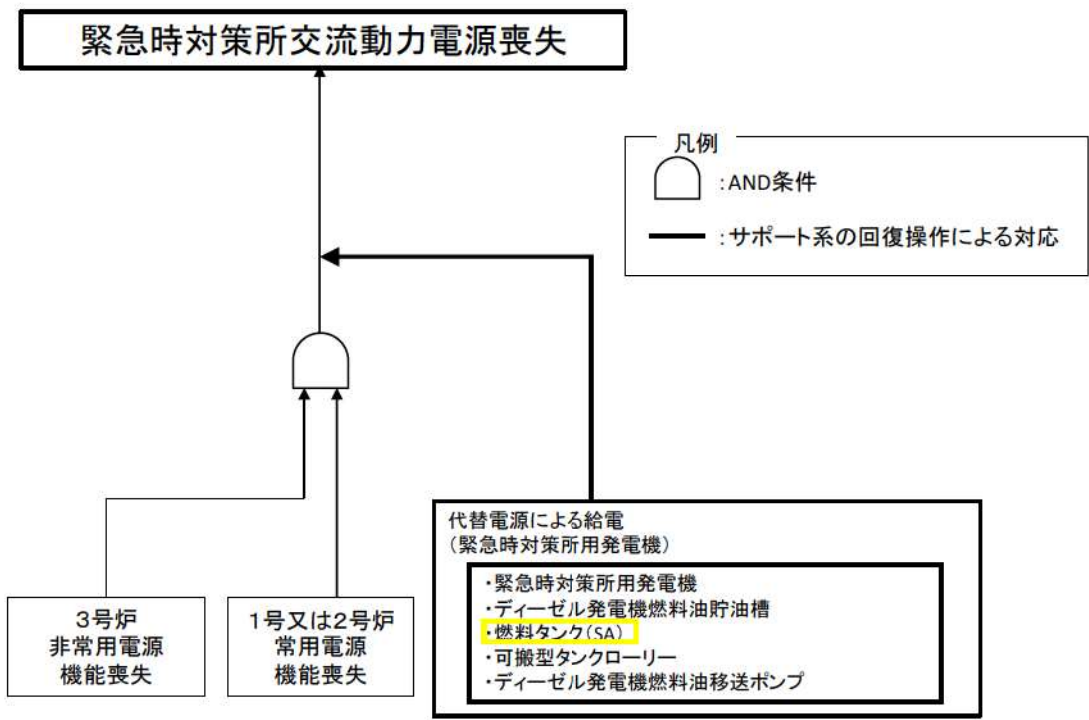 緊急時対策所交流動力電源喪失
凡例
:AND条件
:サポート系の回復操作による対応
代替電源による給電
(緊急時対策所用発電機)
・緊急時対策所用発電機
・ディーゼル発電機燃料油貯油槽
・燃料タンク(SA)
・可搬型タンクローリー
・ディーゼル発電機燃料油移送ポンプ
3号炉
非常用電源
機能喪失
1号又は2号炉
常用電源
機能喪失